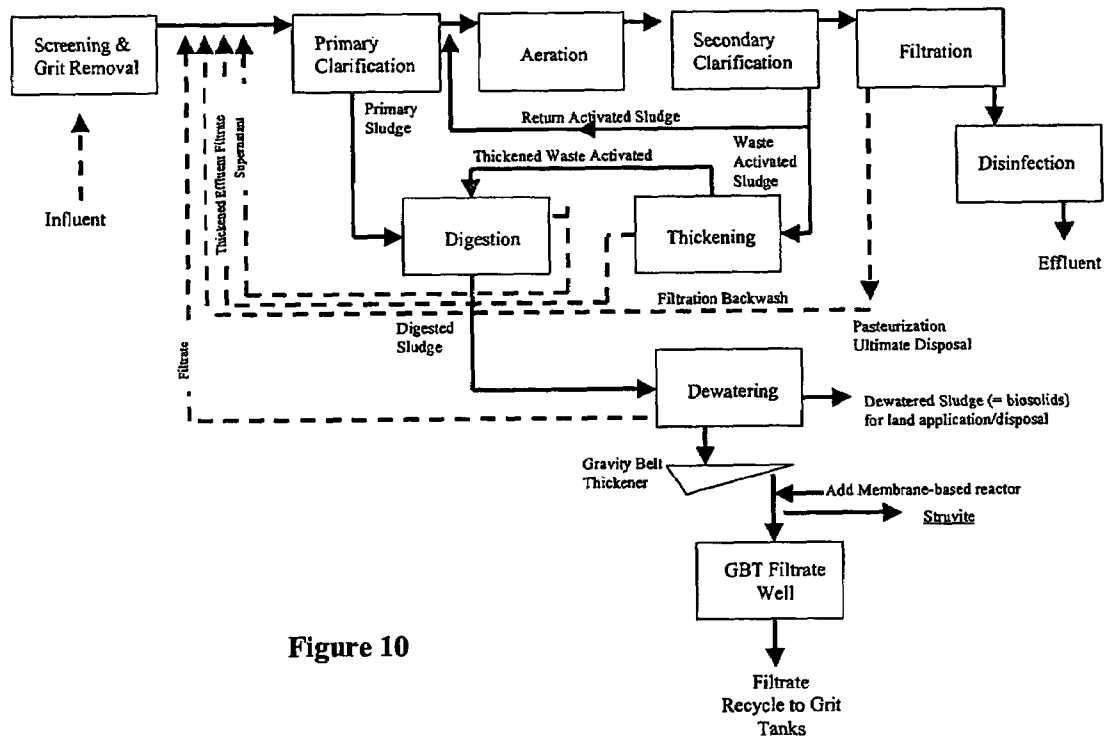 Screening &
Grit Removal
Primary
Clarification
Aeration
Secondary
Clarification
Filtration
Primary
Sludge
Return Activated Sludge
Waste
Activated
Sludge
Thickened Waste Activated
Disinfection
Influent
Filtrate
Thickened Effluent Filtrate
Supernatant
Digestion
Thickening
Effluent
Filtration Backwash
Digested
Sludge
Pasteurization
Ultimate Disposal
Dewatering
Dewatered Sludge (= biosolids)
for land application/disposal
Gravity Belt
Thickener
Add Membrane-based reactor
Struvite
GBT Filtrate
Well
Figure 10
Filtrate
Recycle to Grit
Tanks